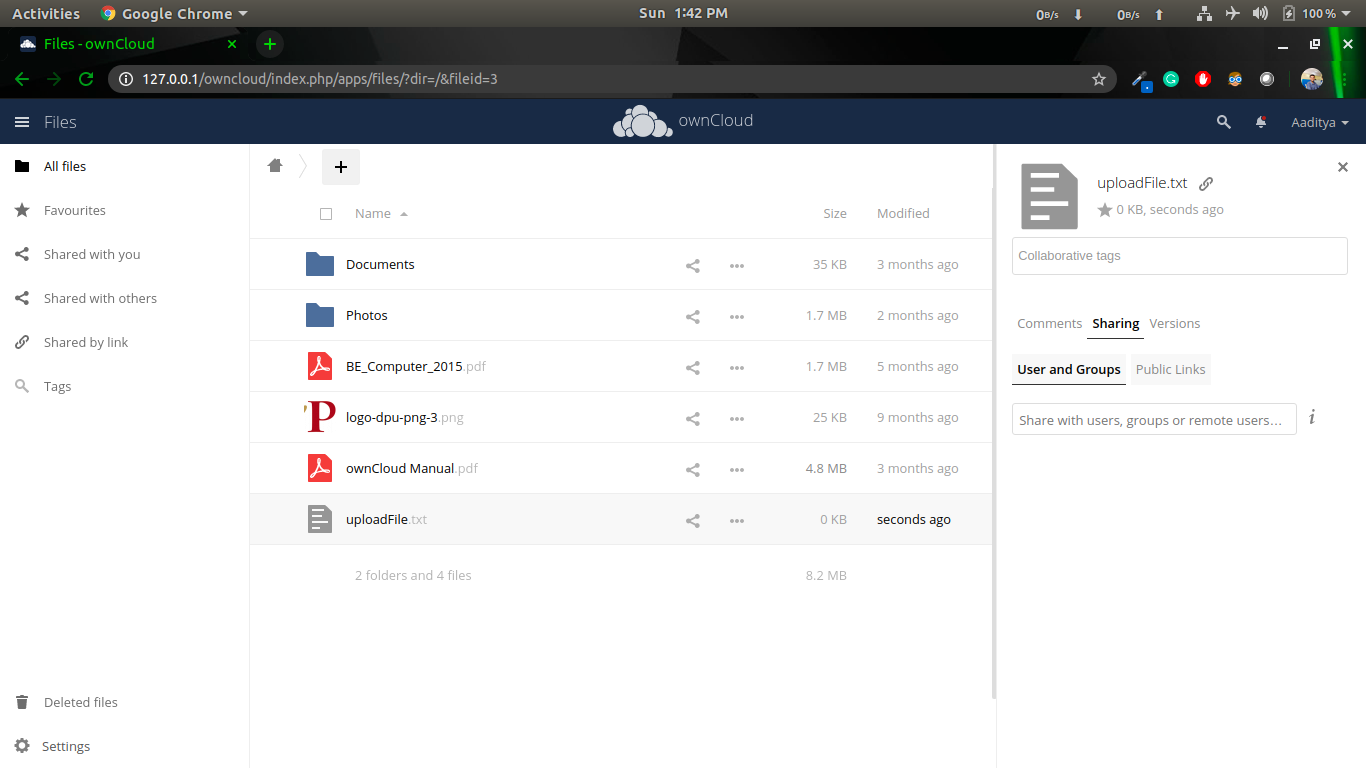 Activities Google Chrome Sun 1:42 PM 0B/s 0B/s 100 %
Files - ownCloud
127.0.0.1/owncloud/index.php/apps/files/?dir=/&fileid=3
Files ownCloud Aaditya
All files
Favourites
Shared with you
Shared with others
Shared by link
Tags
Deleted files
Settings
Name Size Modified
Documents 35 KB 3 months ago
Photos 1.7 MB 2 months ago
BE_Computer_2015.pdf 1.7 MB 5 months ago
P logo-dpu-png-3.png 25 KB 9 months ago
ownCloud Manual.pdf 4.8 MB 3 months ago
uploadFile.txt 0 KB seconds ago
2 folders and 4 files 8.2 MB
uploadFile.txt
0 KB, seconds ago
Collaborative tags
Comments Sharing Versions
User and Groups Public Links
Share with users, groups or remote users… i